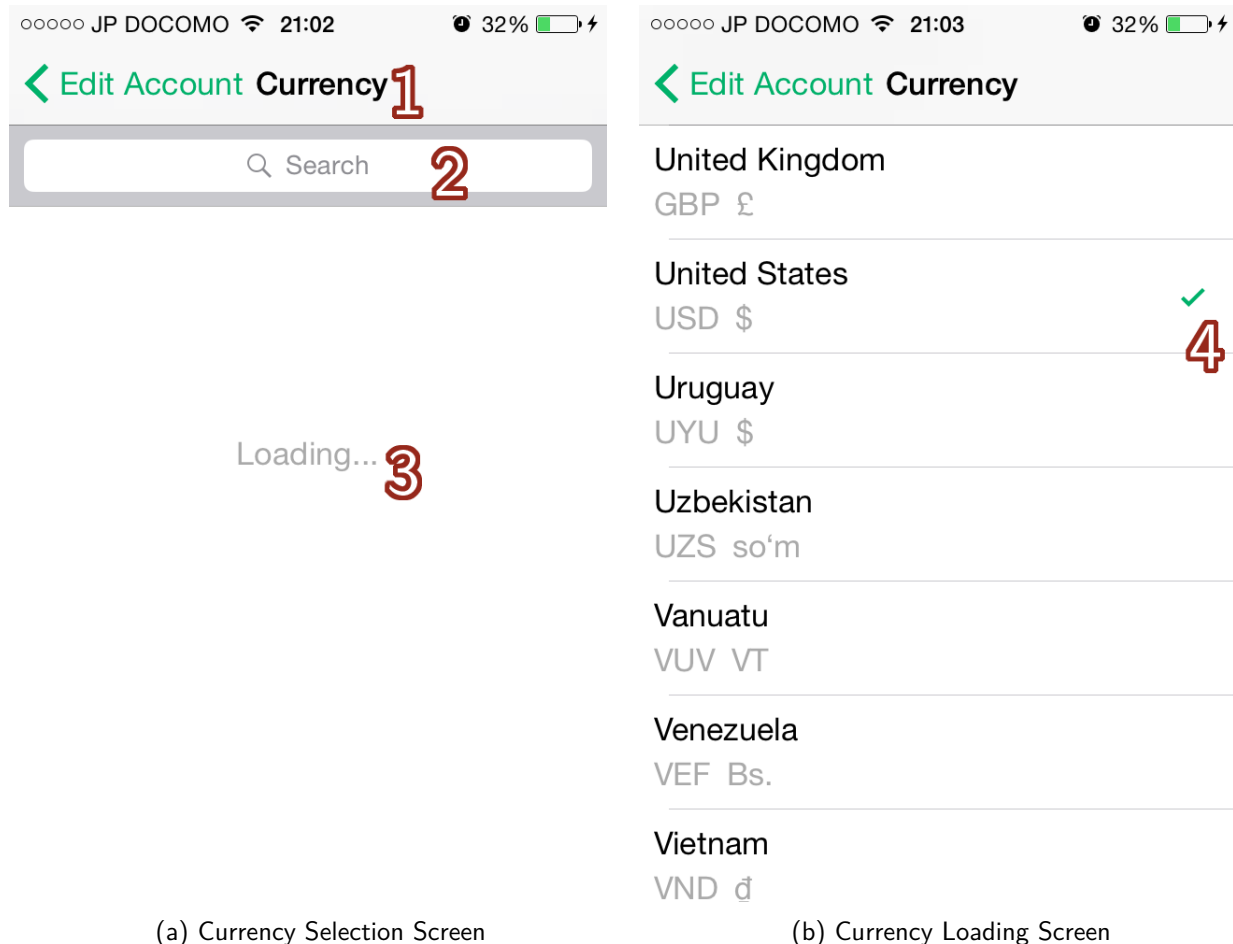 ○○○○○ JP DOCOMO 21:02 32%
Edit Account Currency 1
Search 2
Loading... 3
(a) Currency Selection Screen
○○○○○ JP DOCOMO 21:03 32%
Edit Account Currency
United Kingdom
GBP £
United States
USD $
4
Uruguay
UYU $
Uzbekistan
UZS soʻm
Vanuatu
VUV VT
Venezuela
VEF Bs.
Vietnam
VND ₫
(b) Currency Loading Screen